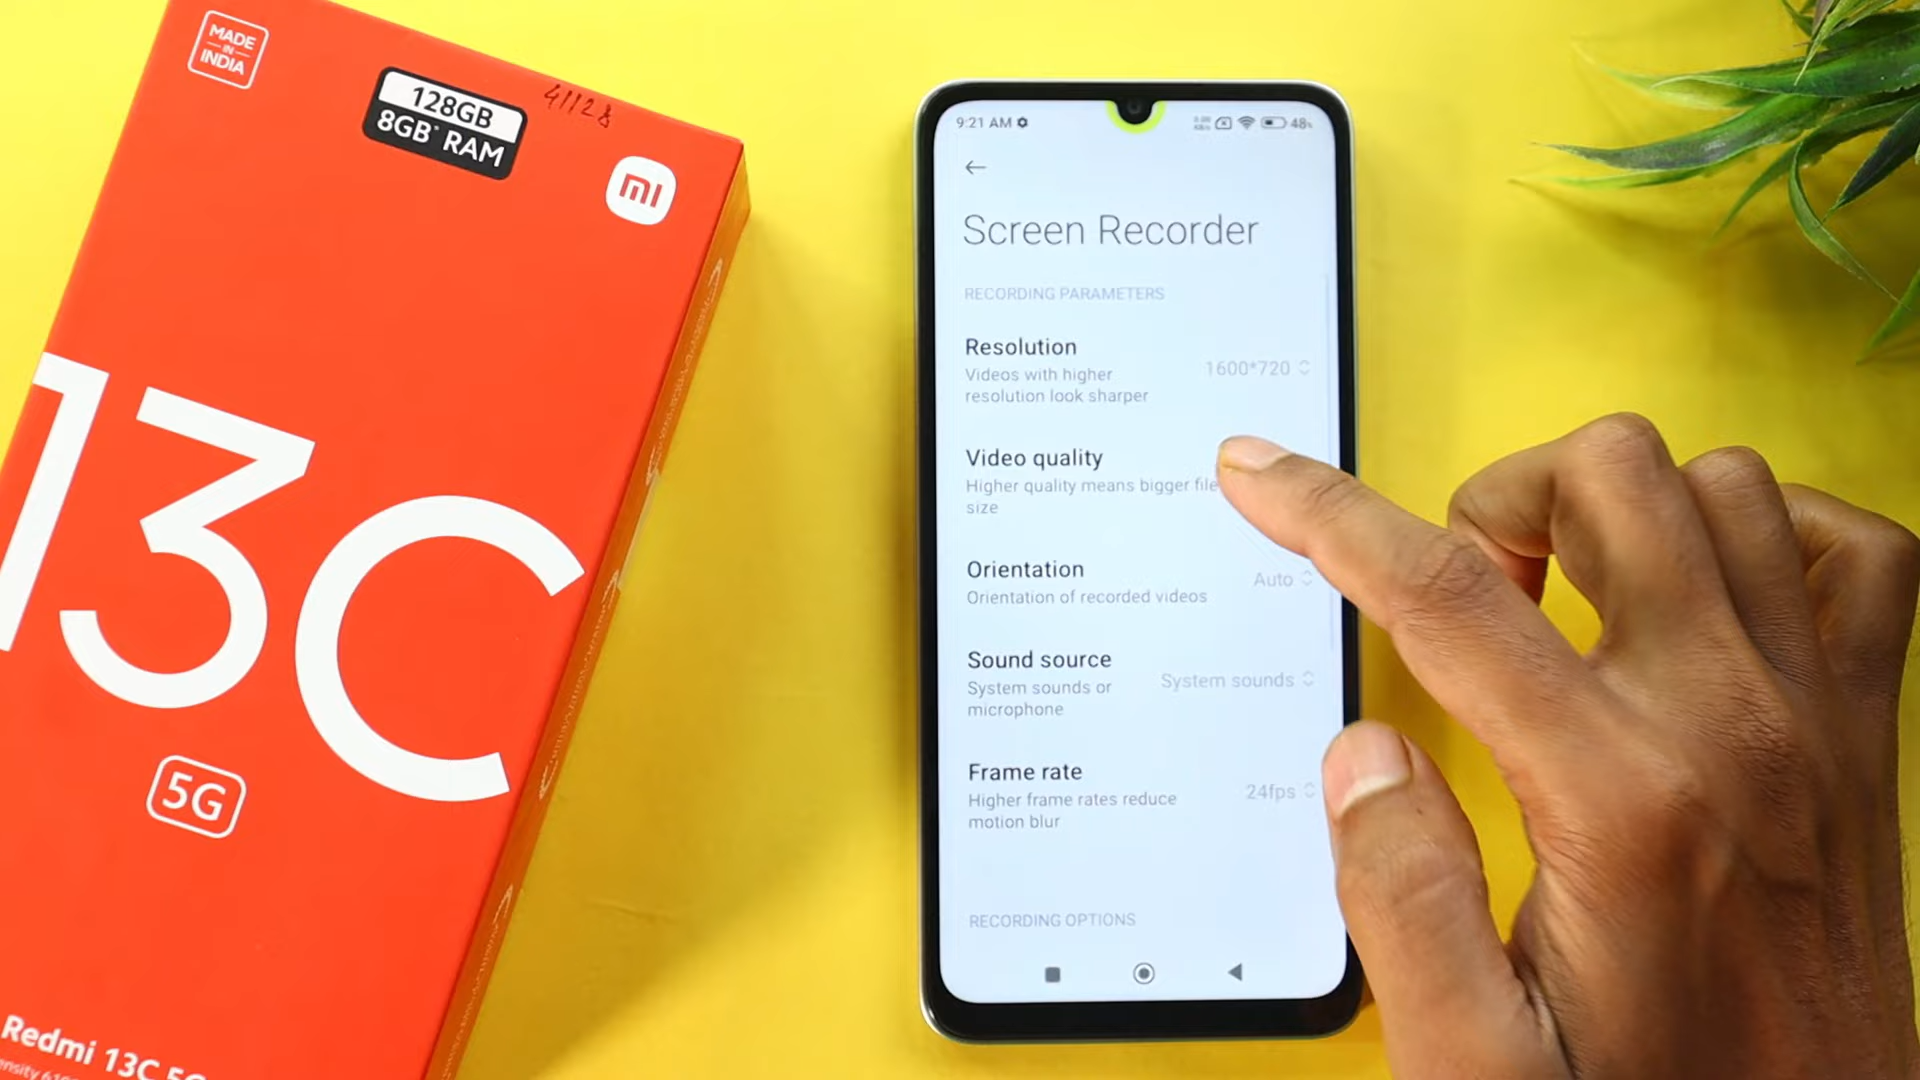 MADE
IN
INDIA
128GB
8GB* RAM
41128
mi
13C
5G
Redmi 13C 5G
9:21 AM
48%
Screen Recorder
RECORDING PARAMETERS
Resolution
Videos with higher
resolution look sharper
1600*720
Video quality
Higher quality means bigger file
size
Orientation
Orientation of recorded videos
Auto
Sound source
System sounds or
microphone
System sounds
Frame rate
Higher frame rates reduce
motion blur
24fps
RECORDING OPTIONS